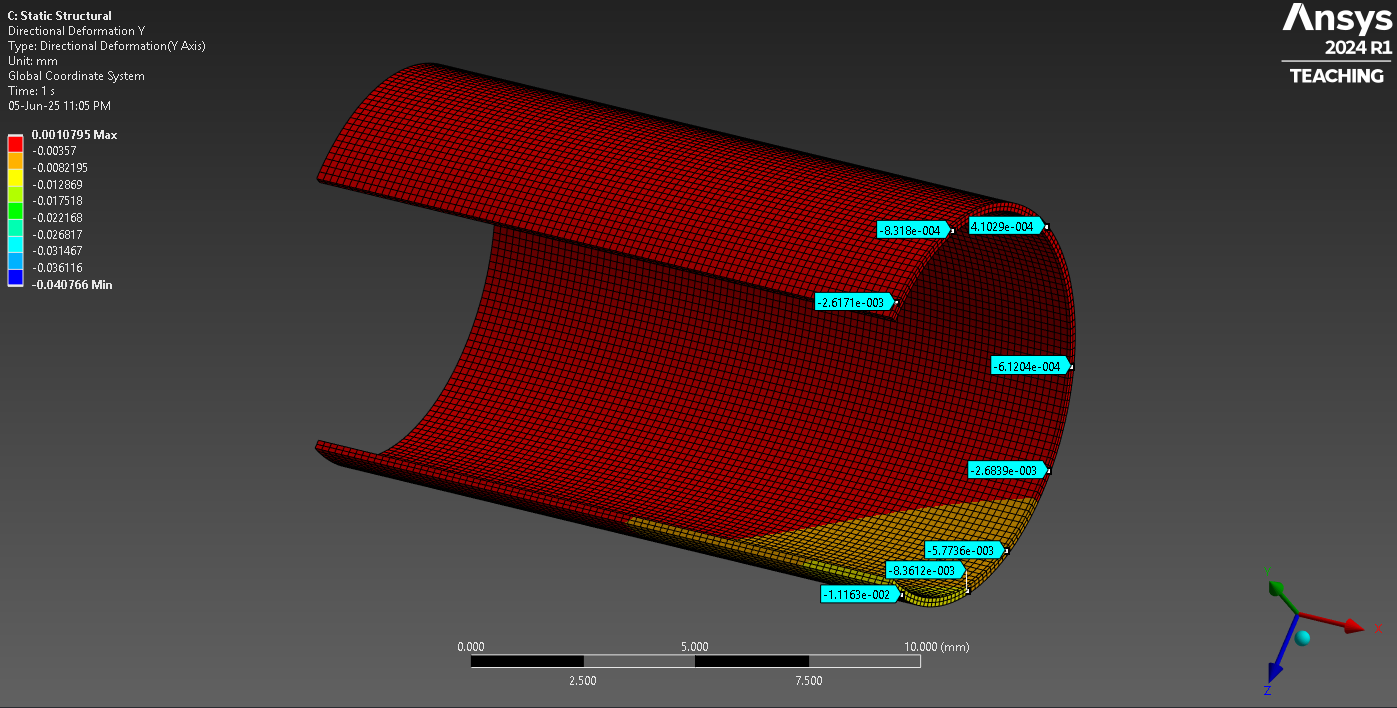 C: Static Structural
Directional Deformation Y
Type: Directional Deformation(Y Axis)
Unit: mm
Global Coordinate System
Time: 1 s
05-Jun-25 11:05 PM
0.0010795 Max
-0.00357
-0.0082195
-0.012869
-0.017518
-0.022168
-0.026817
-0.031467
-0.036116
-0.040766 Min
Ansys
2024 R1
TEACHING
-8.318e-004
4.1029e-004
-2.6171e-003
-6.1204e-004
-2.6839e-003
-5.7736e-003
-8.3612e-003
-1.1163e-002
0.000 5.000 10.000 (mm)
2.500 7.500
Y
X
Z